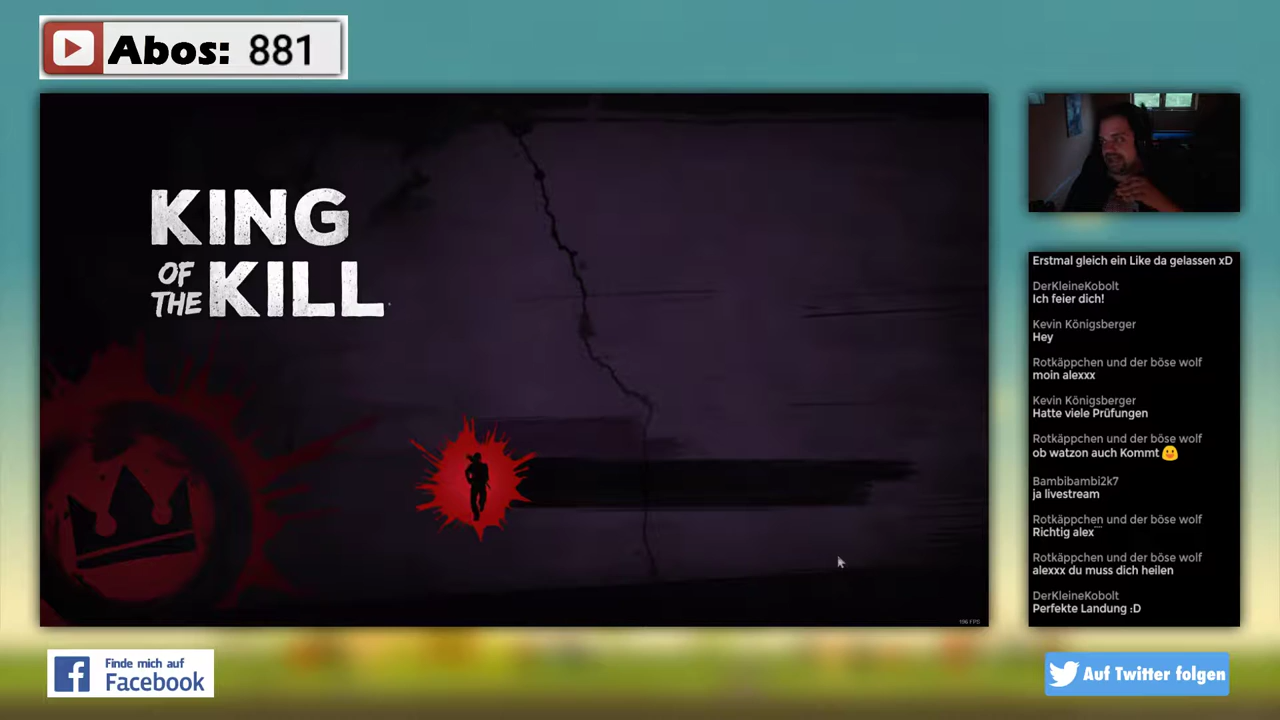 Abos: 881
KING
OF
THE KILL
Erstmal gleich ein Like da gelassen xD
DerKleineKobolt
Ich feier dich!
Kevin Königsberger
Hey
Rotkäppchen und der böse wolf
moin alexxx
Kevin Königsberger
Hatte viele Prüfungen
Rotkäppchen und der böse wolf
ob watzon auch Kommt
Bambibambi2k7
ja livestream
Rotkäppchen und der böse wolf
Richtig alex
Rotkäppchen und der böse wolf
alexxx du muss dich heilen
DerKleineKobolt
Perfekte Landung :D
Finde mich auf
Facebook
Auf Twitter folgen